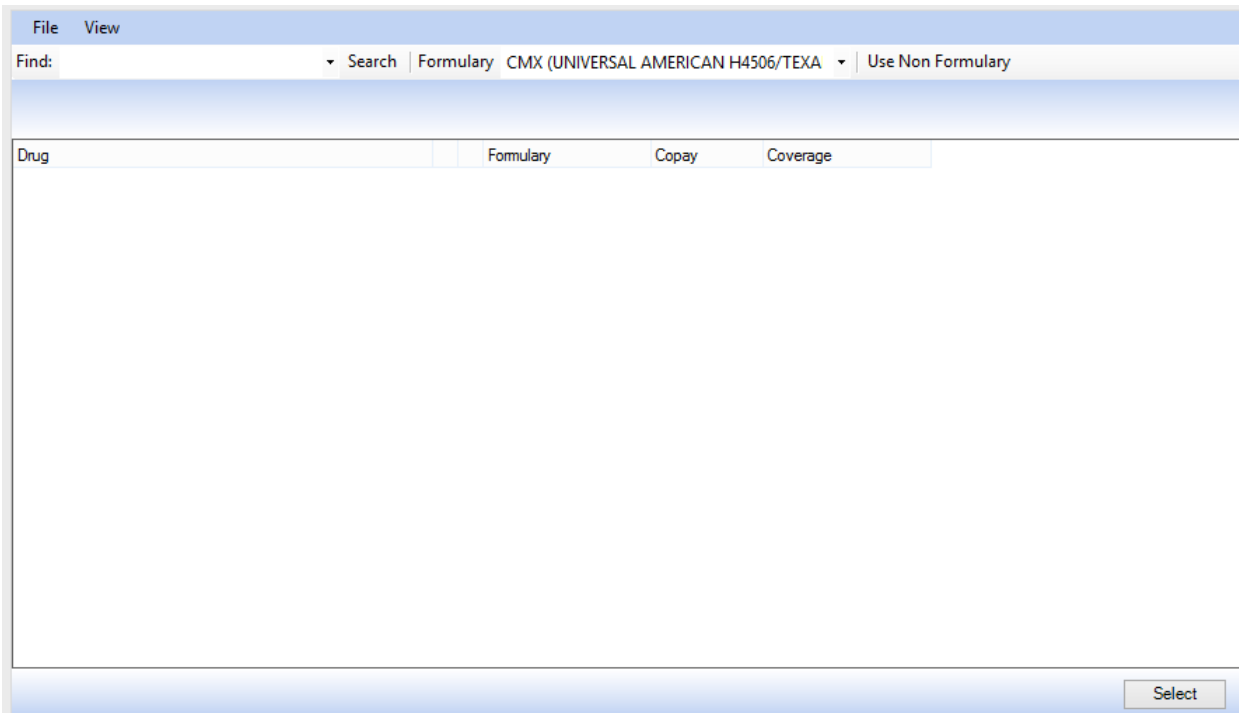 File View
Find: Search Formulary CMX (UNIVERSAL AMERICAN H4506/TEXA Use Non Formulary
Drug Formulary Copay Coverage
Select